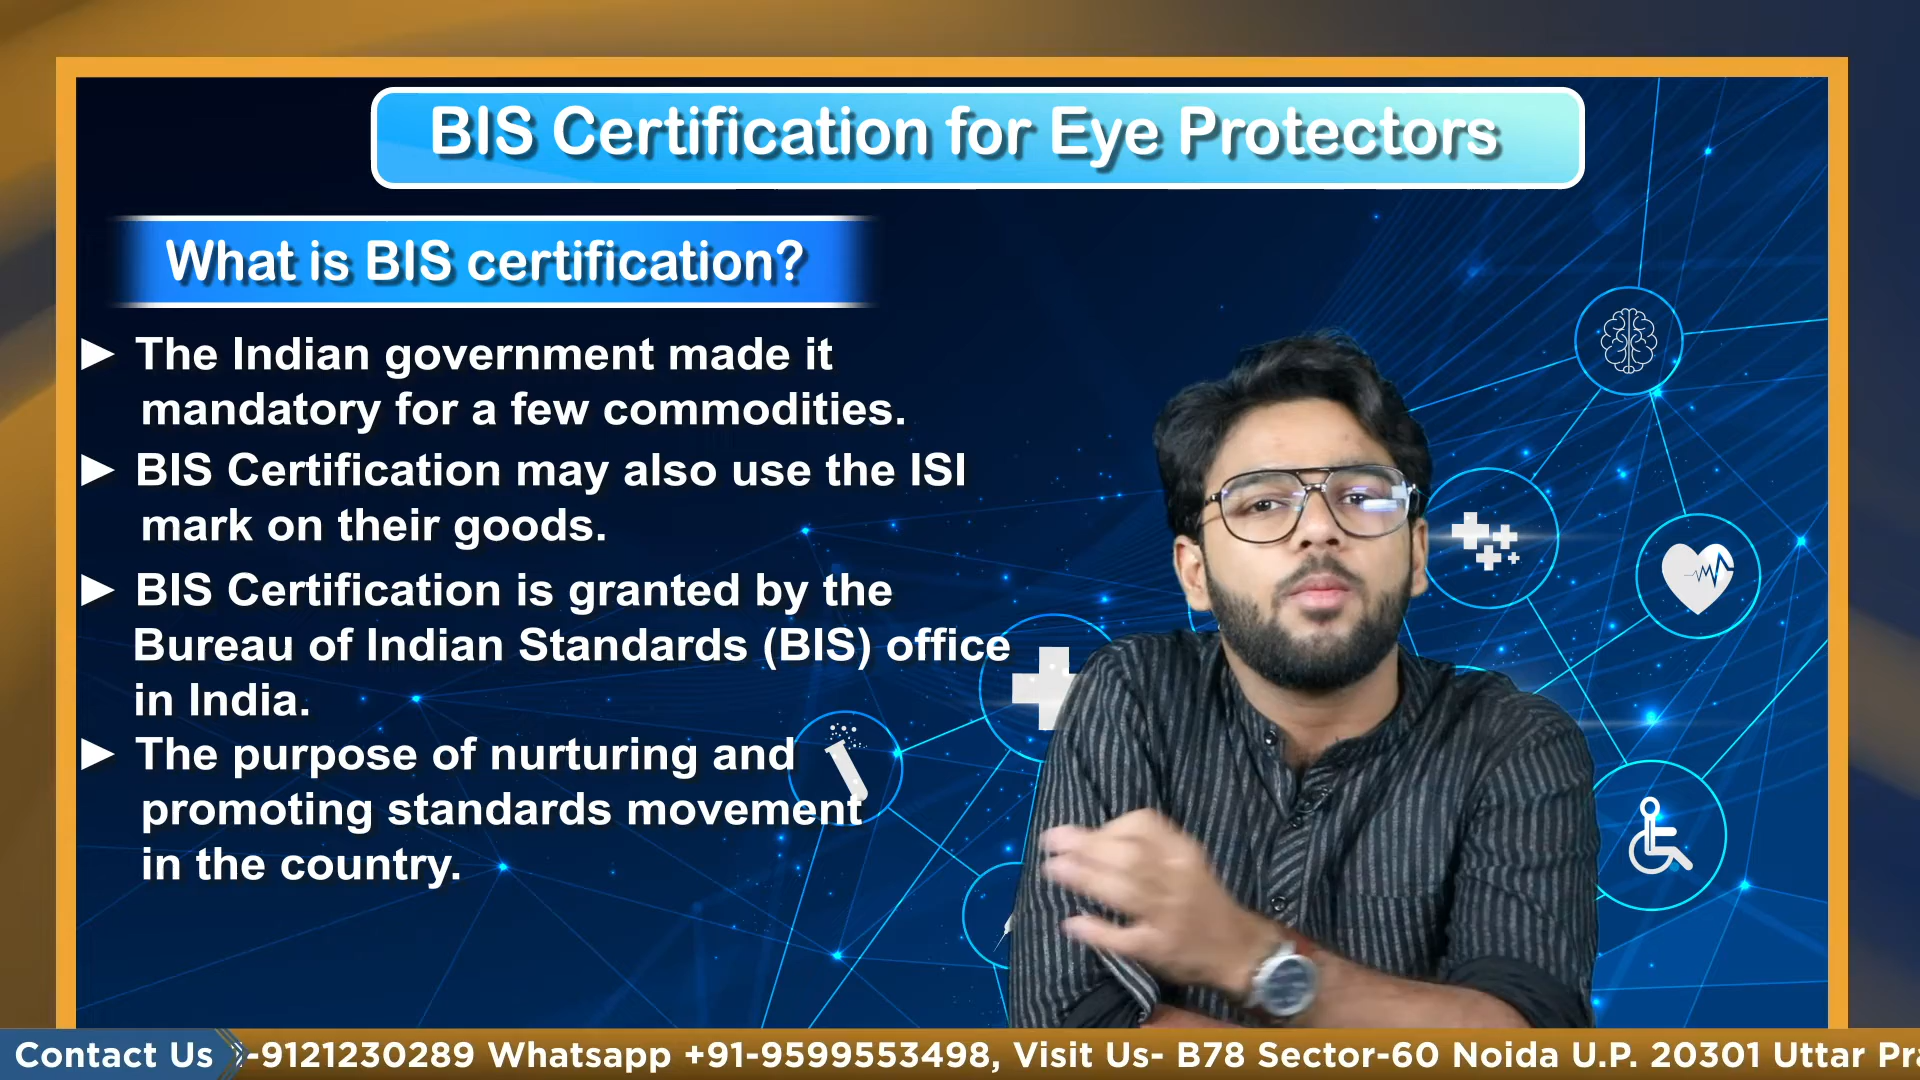 BIS Certification for Eye Protectors
What is BIS certification?
The Indian government made it
mandatory for a few commodities.
BIS Certification may also use the ISI
mark on their goods.
BIS Certification is granted by the
Bureau of Indian Standards (BIS) office
in India.
The purpose of nurturing and
promoting standards movement
in the country.
Contact Us -9121230289 Whatsapp +91-9599553498, Visit Us- B78 Sector-60 Noida U.P. 20301 Uttar